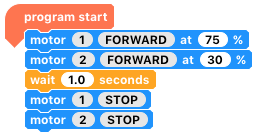 program start
motor 1 FORWARD at 75 %
motor 2 FORWARD at 30 %
wait 1.0 seconds
motor 1 STOP
motor 2 STOP